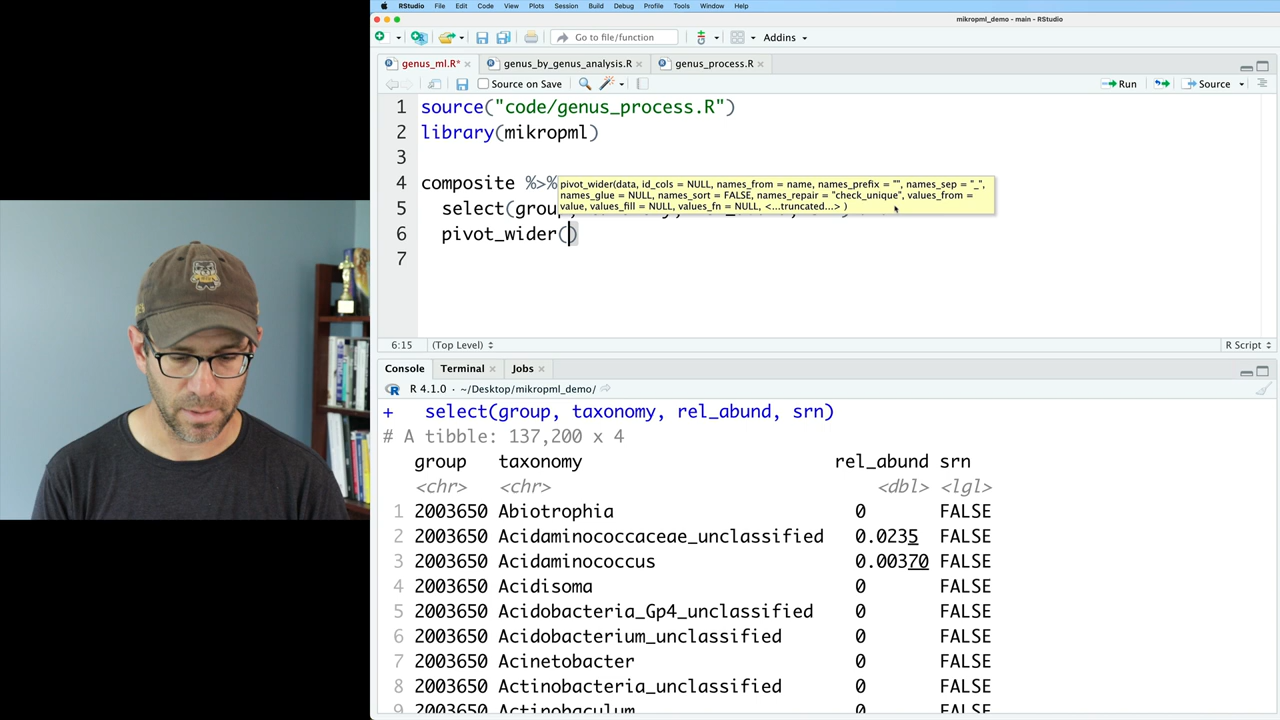 RStudio File Edit Code View Plots Session Build Debug Profile Tools Window Help
mikropml_demo - main - RStudio
Go to file/function Addins
genus_ml.R* genus_by_genus_analysis.R genus_process.R
Source on Save Run Source
1 source("code/genus_process.R")
2 library(mikropml)
3
4 composite %>%
pivot_wider(data, id_cols = NULL, names_from = name, names_prefix = "", names_sep = "_",
names_glue = NULL, names_sort = FALSE, names_repair = "check_unique", values_from =
value, values_fill = NULL, values_fn = NULL, <...truncated...> )
5 select(group,
6 pivot_wider()
7
6:15 (Top Level) R Script
Console Terminal Jobs
R 4.1.0 · ~/Desktop/mikropml_demo/
+ select(group, taxonomy, rel_abund, srn)
# A tibble: 137,200 x 4
group taxonomy rel_abund srn
<chr> <chr> <dbl> <lgl>
1 2003650 Abiotrophia 0 FALSE
2 2003650 Acidaminococcaceae_unclassified 0.0235 FALSE
3 2003650 Acidaminococcus 0.00370 FALSE
4 2003650 Acidisoma 0 FALSE
5 2003650 Acidobacteria_Gp4_unclassified 0 FALSE
6 2003650 Acidobacterium_unclassified 0 FALSE
7 2003650 Acinetobacter 0 FALSE
8 2003650 Actinobacteria_unclassified 0 FALSE
9 2003650 Actinobaculum 0 FALSE